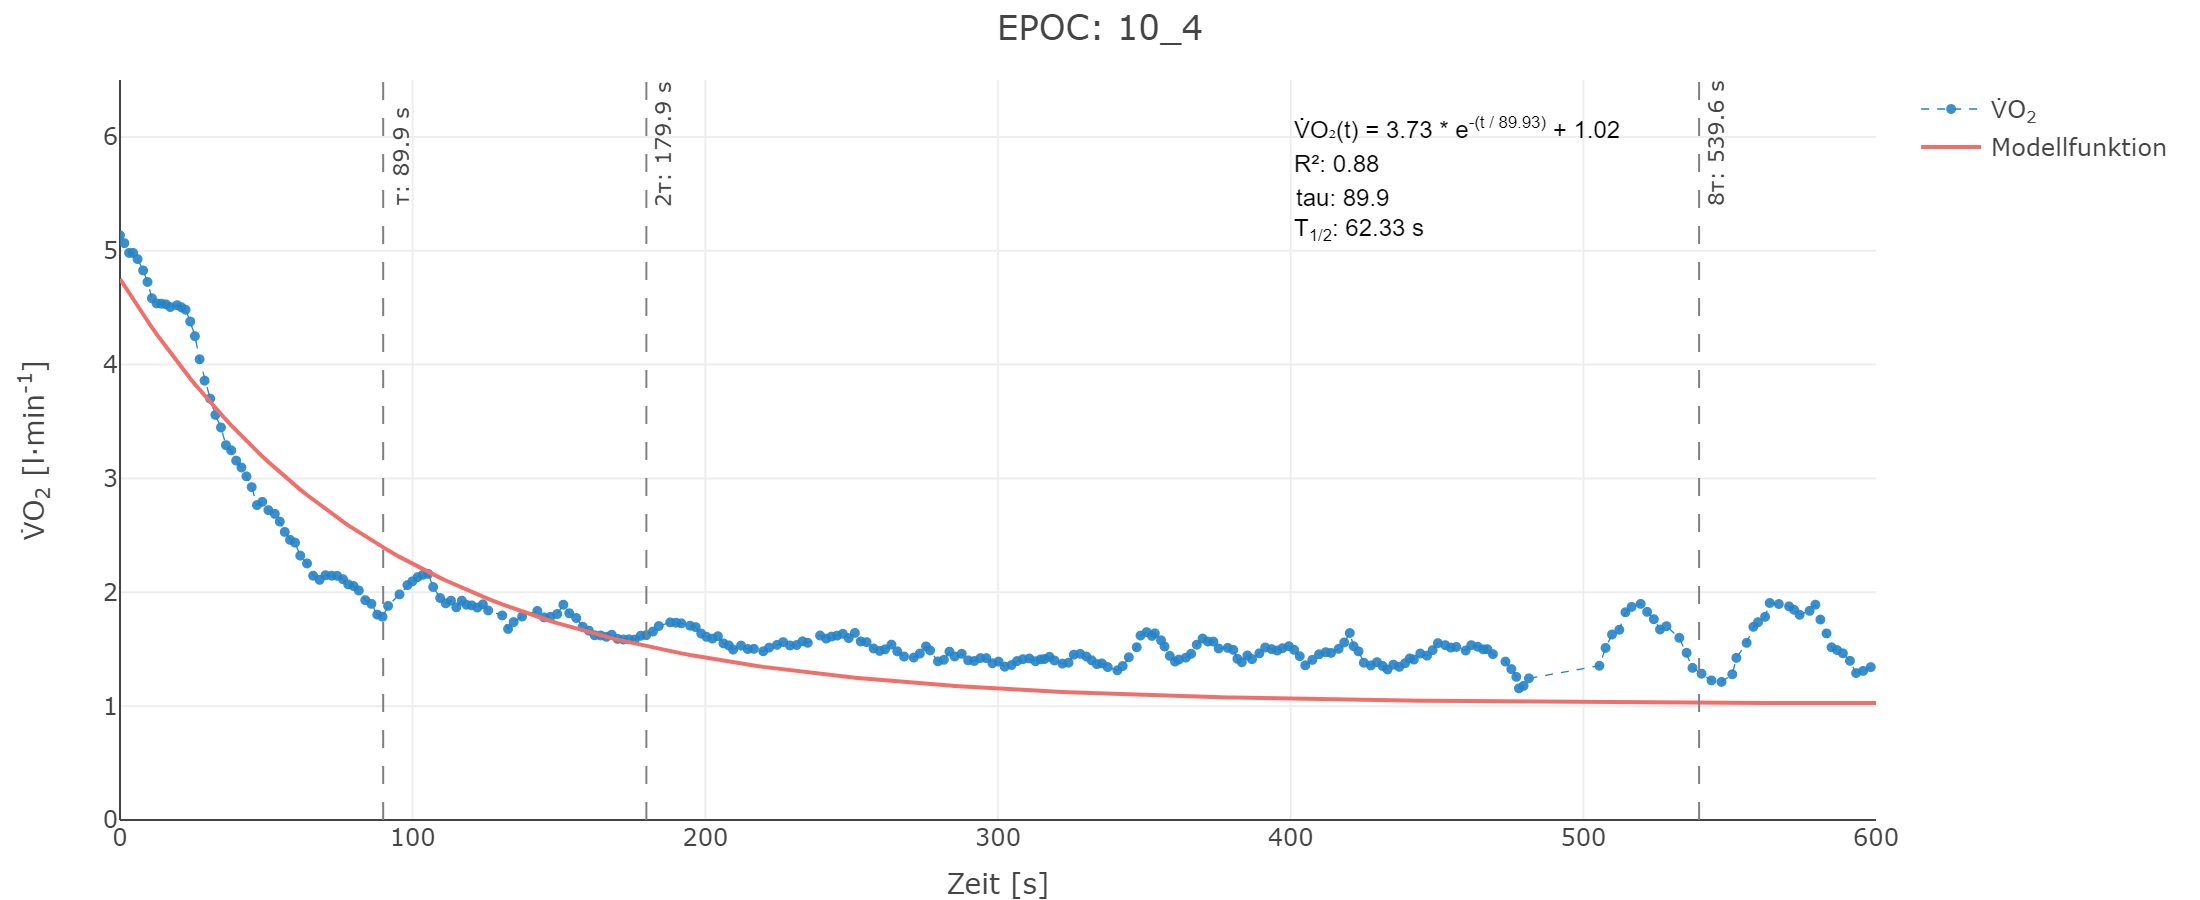 EPOC: 10_4
τ: 89.9 s
2τ: 179.9 s
8τ: 539.6 s
V̇O₂(t) = 3.73 * e⁻⁽ᵗ ᐟ ⁸⁹·⁹³⁾ + 1.02
R²: 0.88
tau: 89.9
T₁/₂: 62.33 s
V̇O₂
Modellfunktion
V̇O₂ [l·min⁻¹]
6
5
4
3
2
1
0
0 100 200 300 400 500 600
Zeit [s]